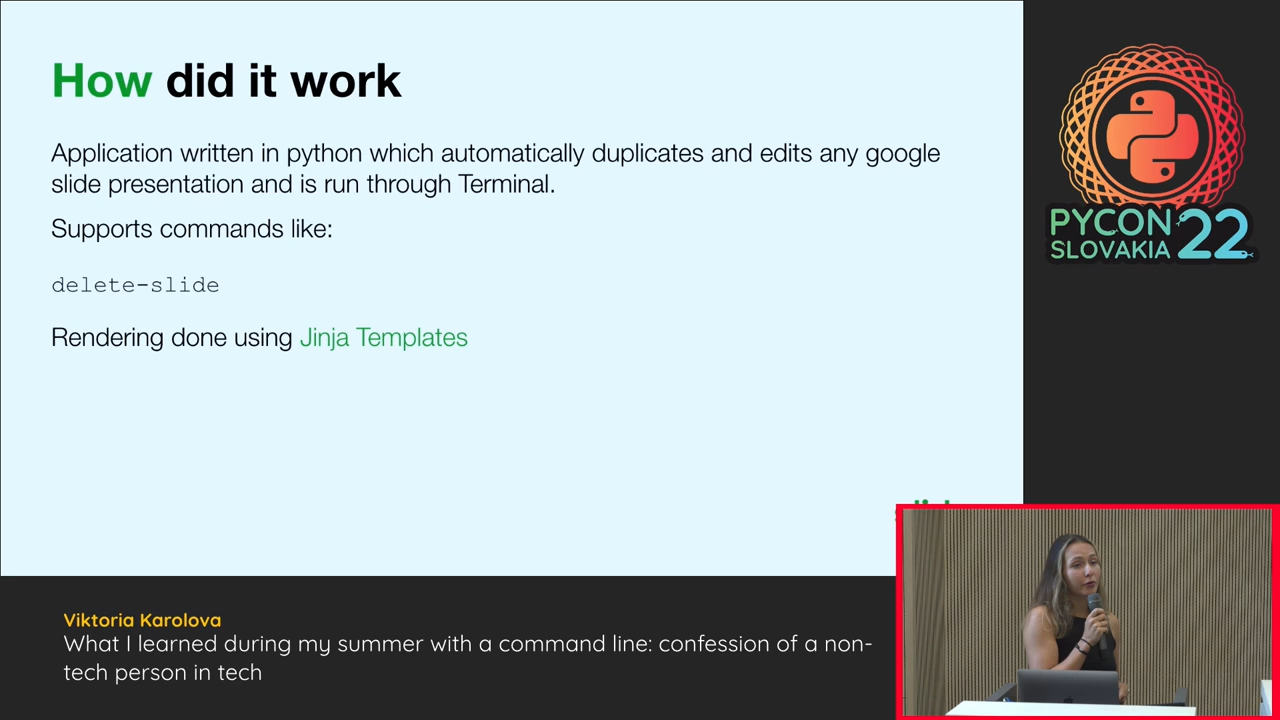 How did it work
Application written in python which automatically duplicates and edits any google
slide presentation and is run through Terminal.
Supports commands like:
delete-slide
Rendering done using Jinja Templates
PYCON
SLOVAKIA 22
Viktoria Karolova
What I learned during my summer with a command line: confession of a non-
tech person in tech